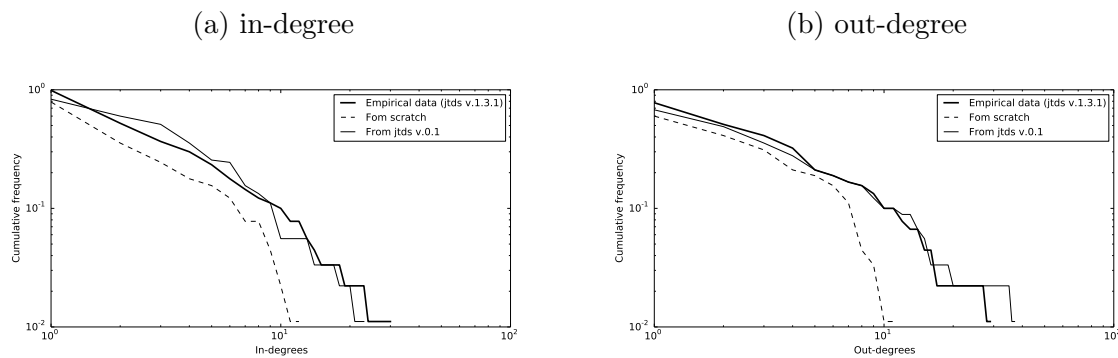 (a) in-degree
(b) out-degree
10^0
10^-1
10^-2
Cumulative frequency
Empirical data (jtds v.1.3.1)
Fom scratch
From jtds v.0.1
10^0
10^1
10^2
In-degrees
10^0
10^-1
10^-2
Cumulative frequency
Empirical data (jtds v.1.3.1)
Fom scratch
From jtds v.0.1
10^0
10^1
Out-degrees